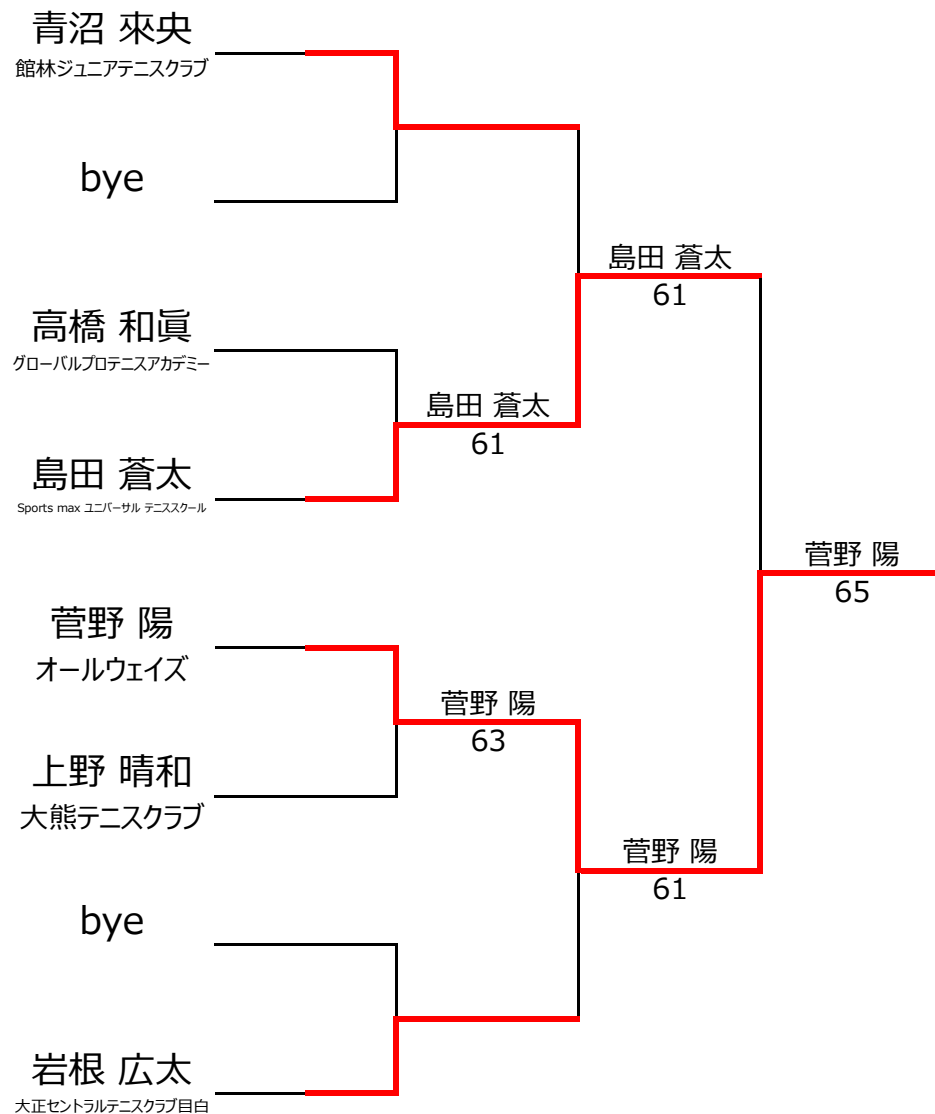 青沼 來央
館林ジュニアテニスクラブ
bye
高橋 和眞
グローバルプロテニスアカデミー
島田 蒼太
Sports max ユニバーサル テニススクール
菅野 陽
オールウェイズ
上野 晴和
大熊テニスクラブ
bye
岩根 広太
大正セントラルテニスクラブ目白
島田 蒼太
61
菅野 陽
63
島田 蒼太
61
菅野 陽
61
菅野 陽
65